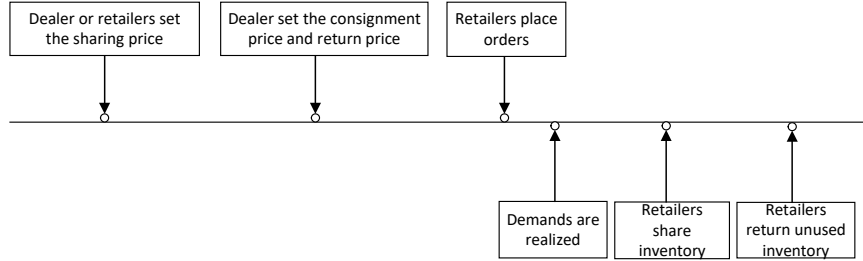 Dealer or retailers set
the sharing price
Dealer set the consignment
price and return price
Retailers place
orders
Demands are
realized
Retailers
share
inventory
Retailers
return unused
inventory